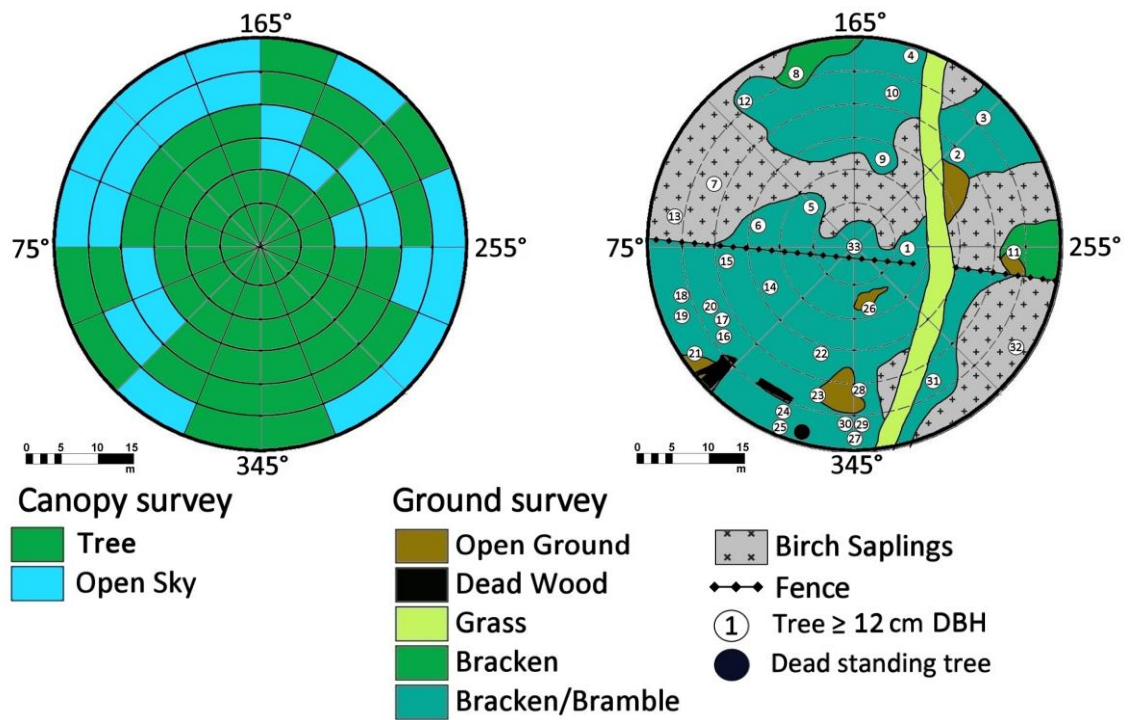 165°
165°
75°
255°
75°
255°
345°
345°
4
8
10
12
3
2
9
7
5
13
6
33
1
11
15
14
18
20
26
19
17
16
32
21
22
31
23
28
24
30
29
25
27
0 5 10 15
m
0 5 10 15
m
Canopy survey
Tree
Open Sky
Ground survey
Open Ground
Dead Wood
Grass
Bracken
Bracken/Bramble
Birch Saplings
Fence
1 Tree ≥ 12 cm DBH
Dead standing tree